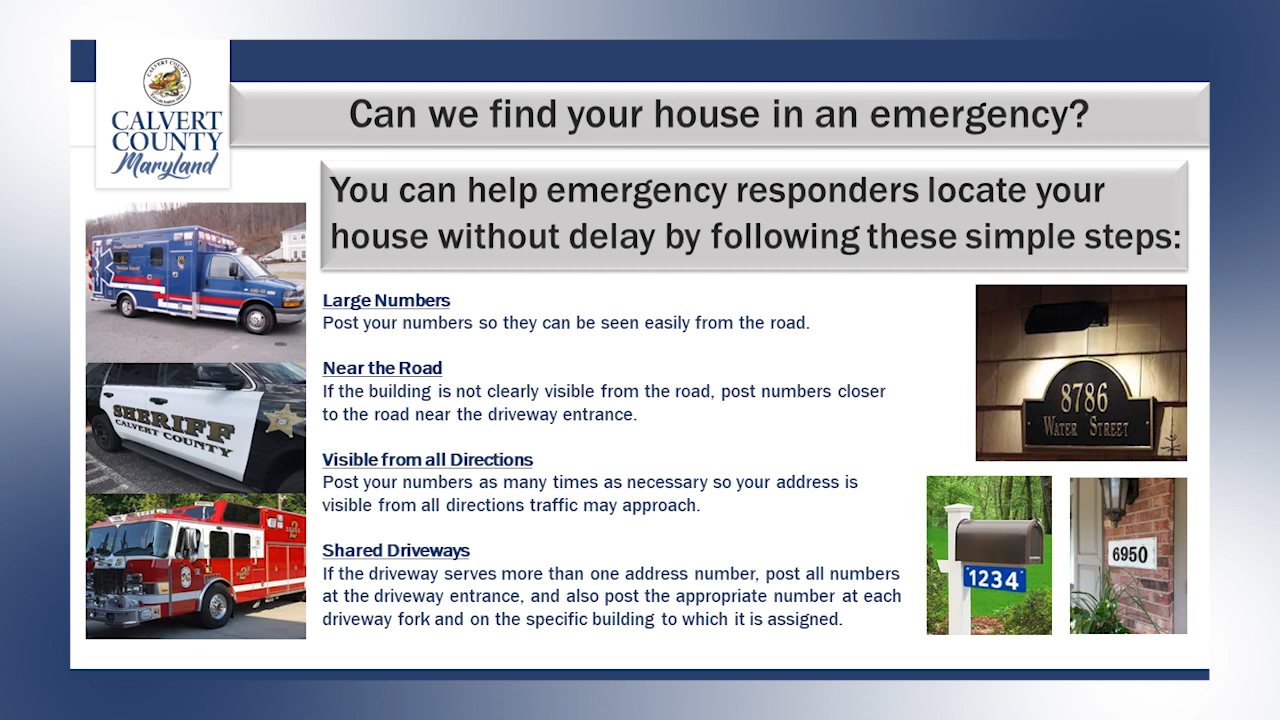 CALVERT COUNTY
CALVERT
COUNTY
Maryland
Can we find your house in an emergency?
You can help emergency responders locate your
house without delay by following these simple steps:
Large Numbers
Post your numbers so they can be seen easily from the road.
Near the Road
If the building is not clearly visible from the road, post numbers closer
to the road near the driveway entrance.
Visible from all Directions
Post your numbers as many times as necessary so your address is
visible from all directions traffic may approach.
Shared Driveways
If the driveway serves more than one address number, post all numbers
at the driveway entrance, and also post the appropriate number at each
driveway fork and on the specific building to which it is assigned.
SHERIFF
CALVERT COUNTY
8786
WATER STREET
1234
6950